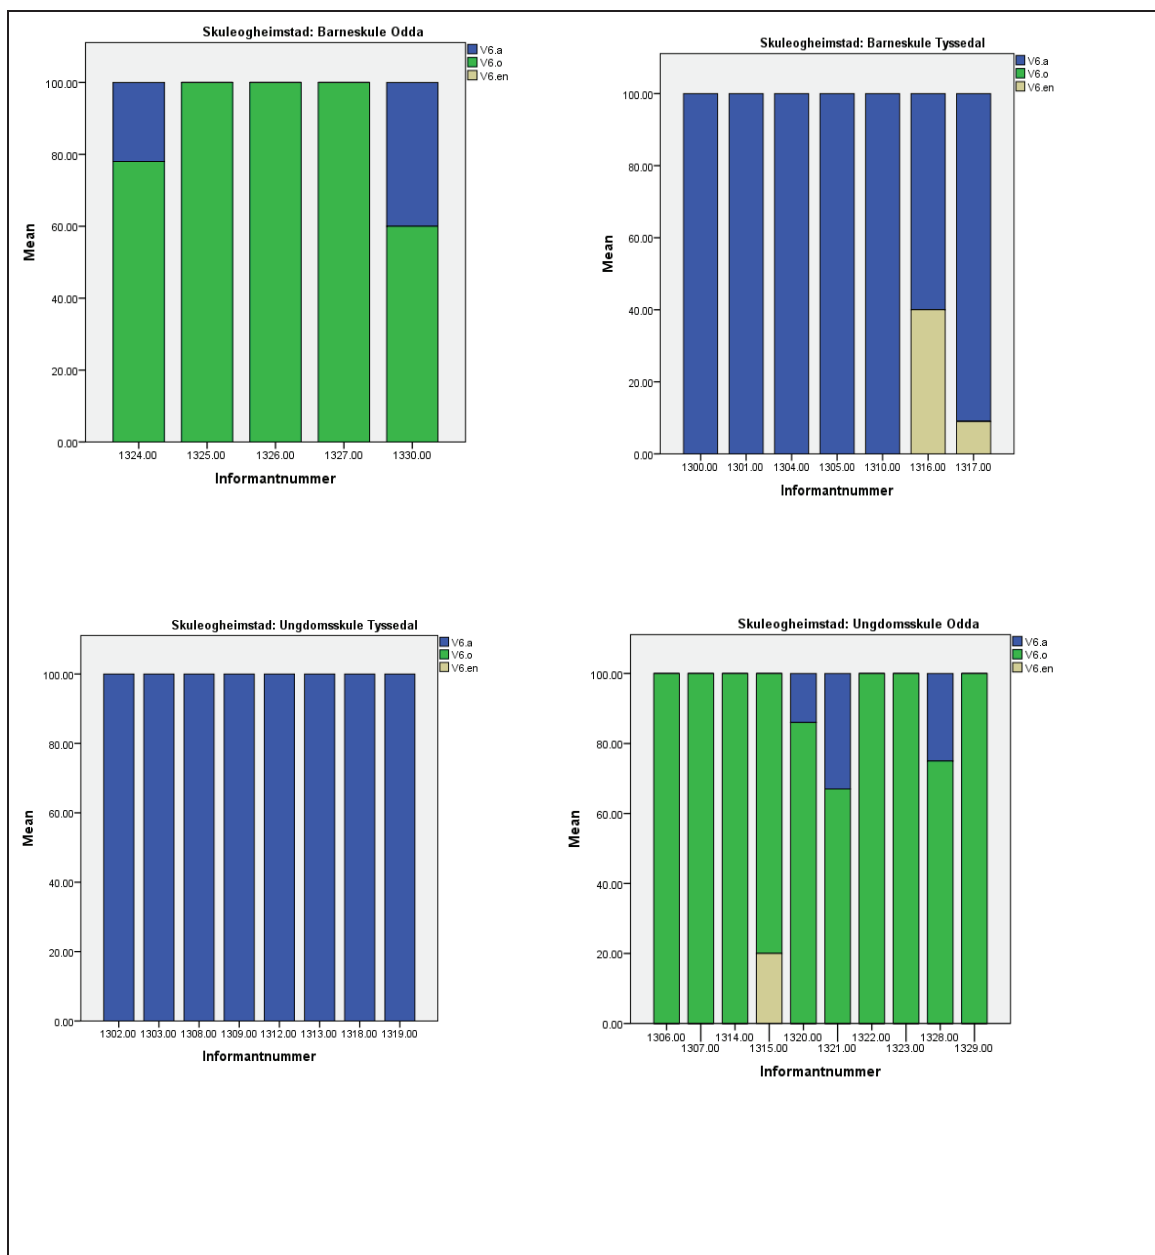 Skuleogheimstad: Barneskule Odda
V6.a
V6.o
V6.en
100.00
80.00
60.00
40.00
20.00
0.00
Mean
1324.00 1325.00 1326.00 1327.00 1330.00
Informantnummer
Skuleogheimstad: Barneskule Tyssedal
V6.a
V6.o
V6.en
100.00
80.00
60.00
40.00
20.00
0.00
Mean
1300.00 1301.00 1304.00 1305.00 1310.00 1316.00 1317.00
Informantnummer
Skuleogheimstad: Ungdomsskule Tyssedal
V6.a
V6.o
V6.en
100.00
80.00
60.00
40.00
20.00
0.00
Mean
1302.00 1303.00 1308.00 1309.00 1312.00 1313.00 1318.00 1319.00
Informantnummer
Skuleogheimstad: Ungdomsskule Odda
V6.a
V6.o
V6.en
100.00
80.00
60.00
40.00
20.00
0.00
Mean
1306.00 1314.00 1320.00 1322.00 1328.00
1307.00 1315.00 1321.00 1323.00 1329.00
Informantnummer